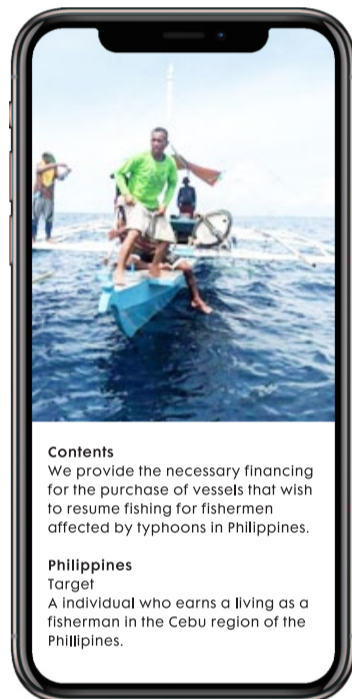 Contents
We provide the necessary financing
for the purchase of vessels that wish
to resume fishing for fishermen
affected by typhoons in Philippines.
Philippines
Target
A individual who earns a living as a
fisherman in the Cebu region of the
Phillipines.